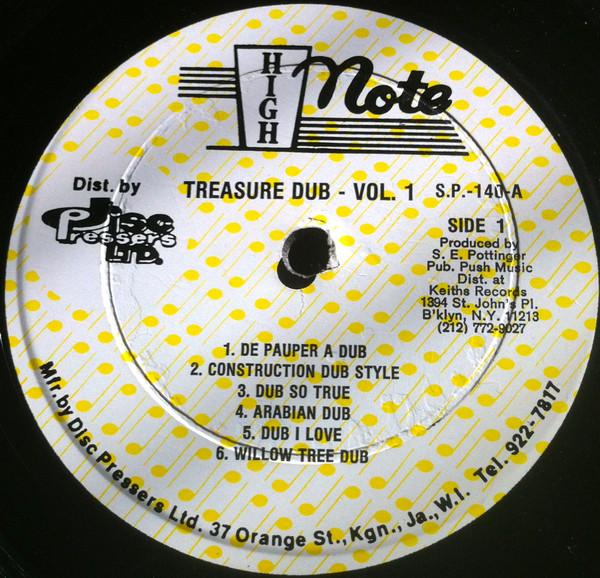 HIGH Note
TREASURE DUB - VOL. 1 S.P.-140-A
Dist. by
Disc
Pressers
LTD.
SIDE 1
Produced by
S. E. Pottinger
Pub. Push Music
Dist. at
Keiths Records
1394 St. John's Pl.
B'klyn, N.Y. 11213
(212) 772-9027
1. DE PAUPER A DUB
2. CONSTRUCTION DUB STYLE
3. DUB SO TRUE
4. ARABIAN DUB
5. DUB I LOVE
6. WILLOW TREE DUB
Mfr.by Disc Pressers Ltd. 37 Orange St., Kgn., Ja.,W.I. Tel. 922-7817